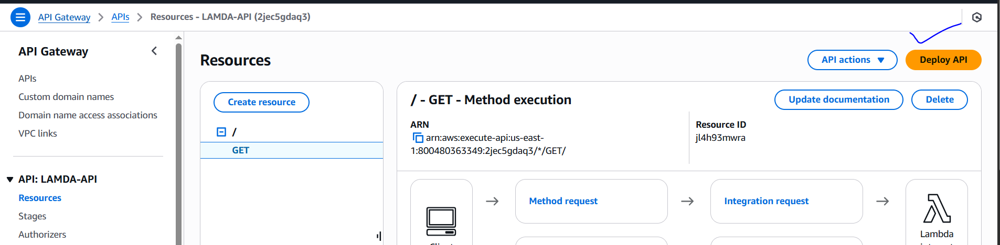 API Gateway > APIs > Resources - LAMDA-API (2jec5gdaq3)
API Gateway
APIs
Custom domain names
Domain name access associations
VPC links
API: LAMDA-API
Resources
Stages
Authorizers
Resources
API actions
Deploy API
Create resource
/
GET
/ - GET - Method execution
Update documentation
Delete
ARN
arn:aws:execute-api:us-east-
1:800480363349:2jec5gdaq3/*/GET/
Resource ID
jl4h93mwra
Client
Method request
Integration request
Lambda